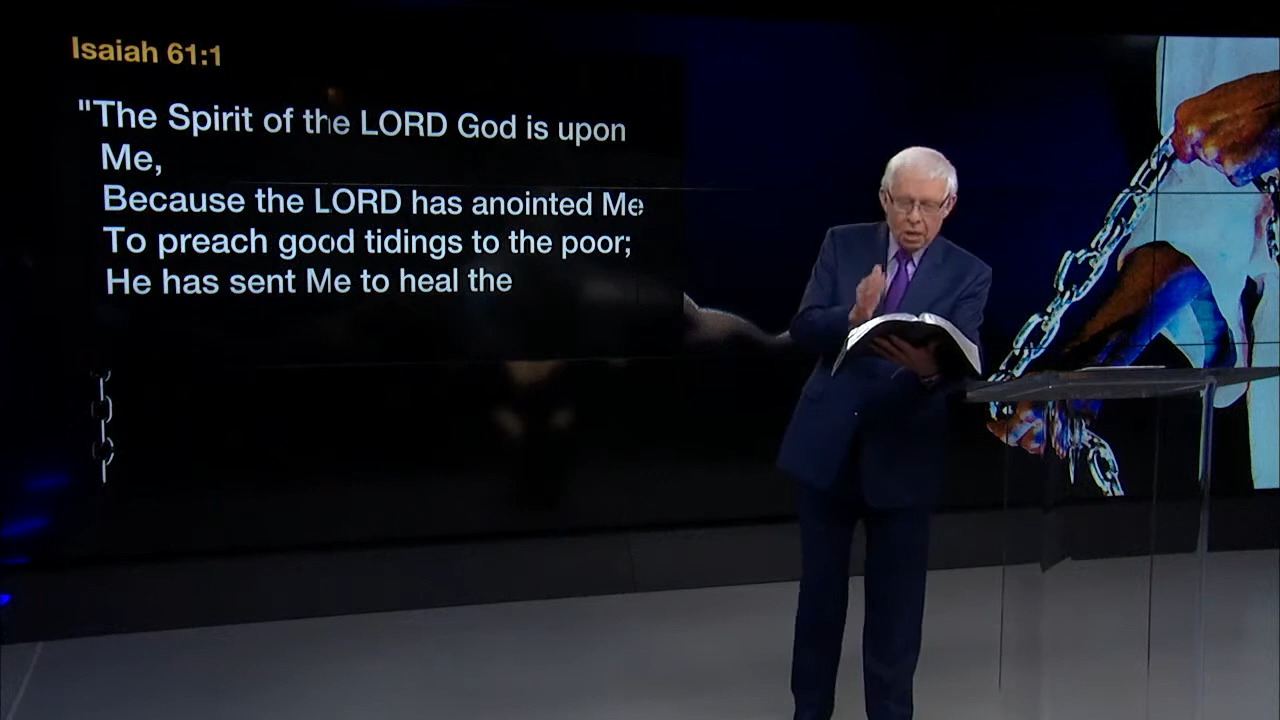 Isaiah 61:1
"The Spirit of the LORD God is upon
Me,
Because the LORD has anointed Me
To preach good tidings to the poor;
He has sent Me to heal the